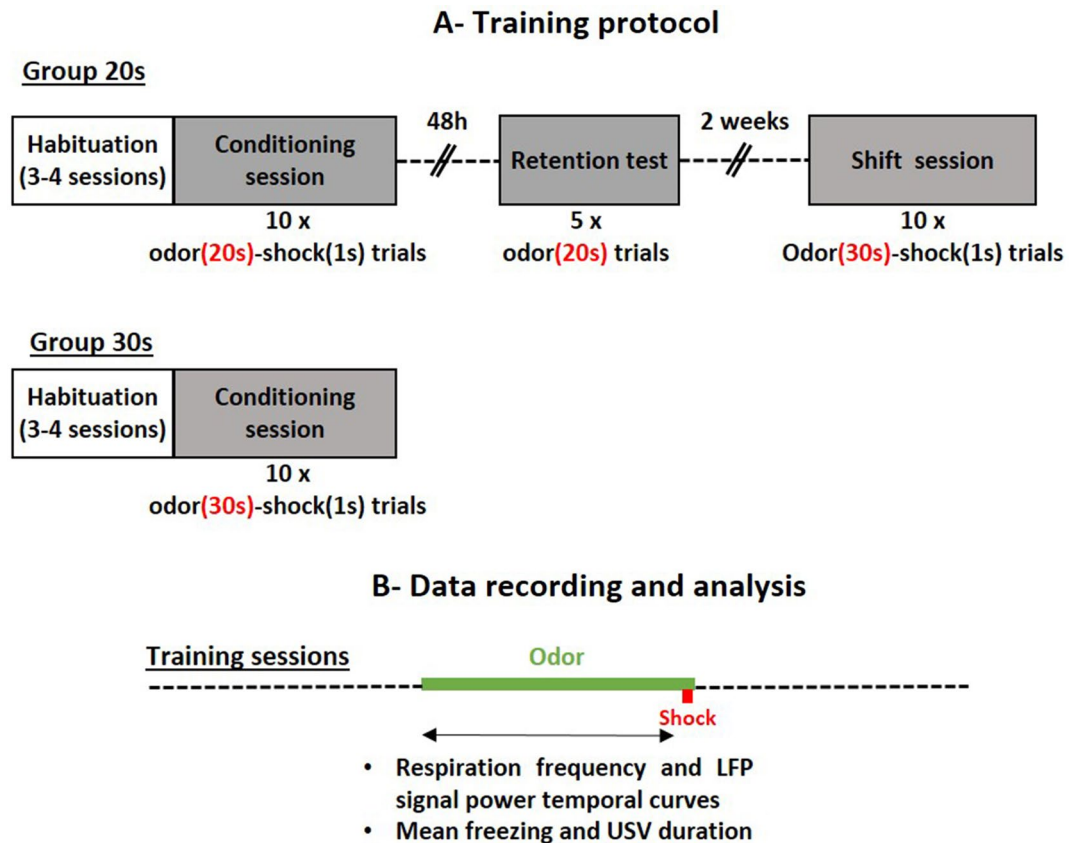 A- Training protocol
Group 20s
Habituation
(3-4 sessions)
Conditioning
session
48h
Retention test
2 weeks
Shift session
10 x
odor(20s)-shock(1s) trials
5 x
odor(20s) trials
10 x
Odor(30s)-shock(1s) trials
Group 30s
Habituation
(3-4 sessions)
Conditioning
session
10 x
odor(30s)-shock(1s) trials
B- Data recording and analysis
Training sessions
Odor
Shock
• Respiration frequency and LFP
signal power temporal curves
• Mean freezing and USV duration